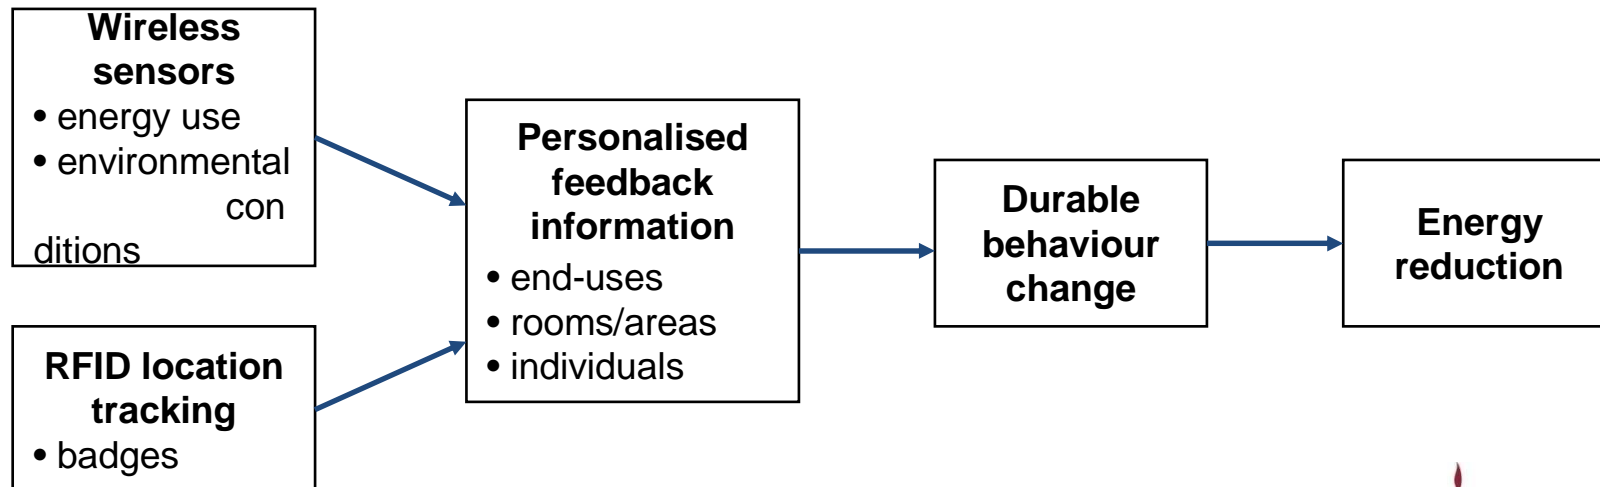 Wireless
sensors
• energy use
• environmental
con
ditions
RFID location
tracking
• badges
Personalised
feedback
information
• end-uses
• rooms/areas
• individuals
Durable
behaviour
change
Energy
reduction